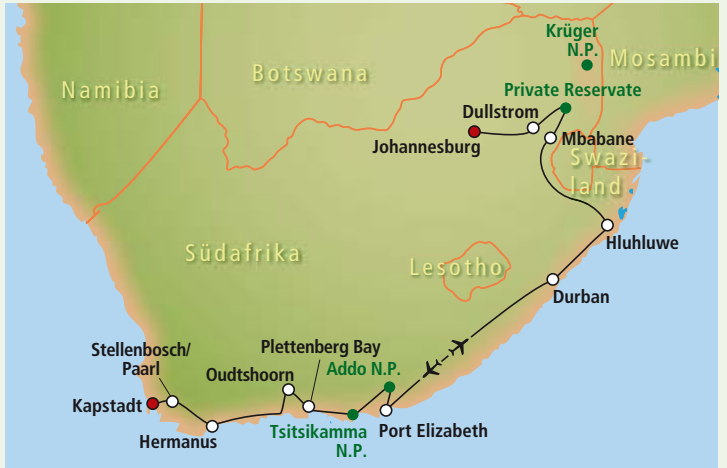 Krüger
N.P.
Mosambi
Botswana
Namibia
Private Reservate
Dullstrom
Johannesburg
Mbabane
Swazi-
land
Hluhluwe
Südafrika
Lesotho
Durban
Stellenbosch/
Paarl
Plettenberg Bay
Addo N.P.
Oudtshoorn
Kapstadt
Hermanus
Tsitsikamma
N.P.
Port Elizabeth